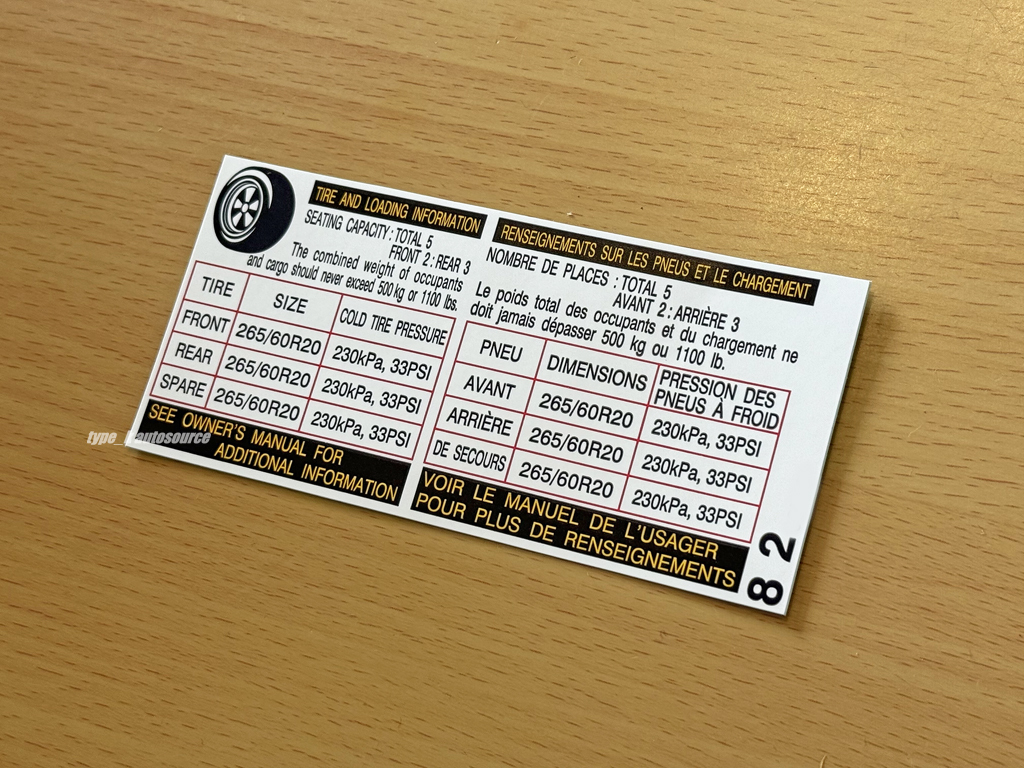 TIRE AND LOADING INFORMATION
SEATING CAPACITY : TOTAL 5
FRONT 2 : REAR 3
The combined weight of occupants
and cargo should never exceed 500 kg or 1100 lbs.
TIRE SIZE COLD TIRE PRESSURE
FRONT 265/60R20 230kPa, 33PSI
REAR 265/60R20 230kPa, 33PSI
SPARE 265/60R20 230kPa, 33PSI
SEE OWNER'S MANUAL FOR
ADDITIONAL INFORMATION
RENSEIGNEMENTS SUR LES PNEUS ET LE CHARGEMENT
NOMBRE DE PLACES : TOTAL 5
AVANT 2 : ARRIÈRE 3
Le poids total des occupants et du chargement ne
doit jamais dépasser 500 kg ou 1100 lb.
PNEU DIMENSIONS PRESSION DES
PNEUS À FROID
AVANT 265/60R20 230kPa, 33PSI
ARRIÈRE 265/60R20 230kPa, 33PSI
DE SECOURS 265/60R20 230kPa, 33PSI
VOIR LE MANUEL DE L'USAGER
POUR PLUS DE RENSEIGNEMENTS
82
autosource